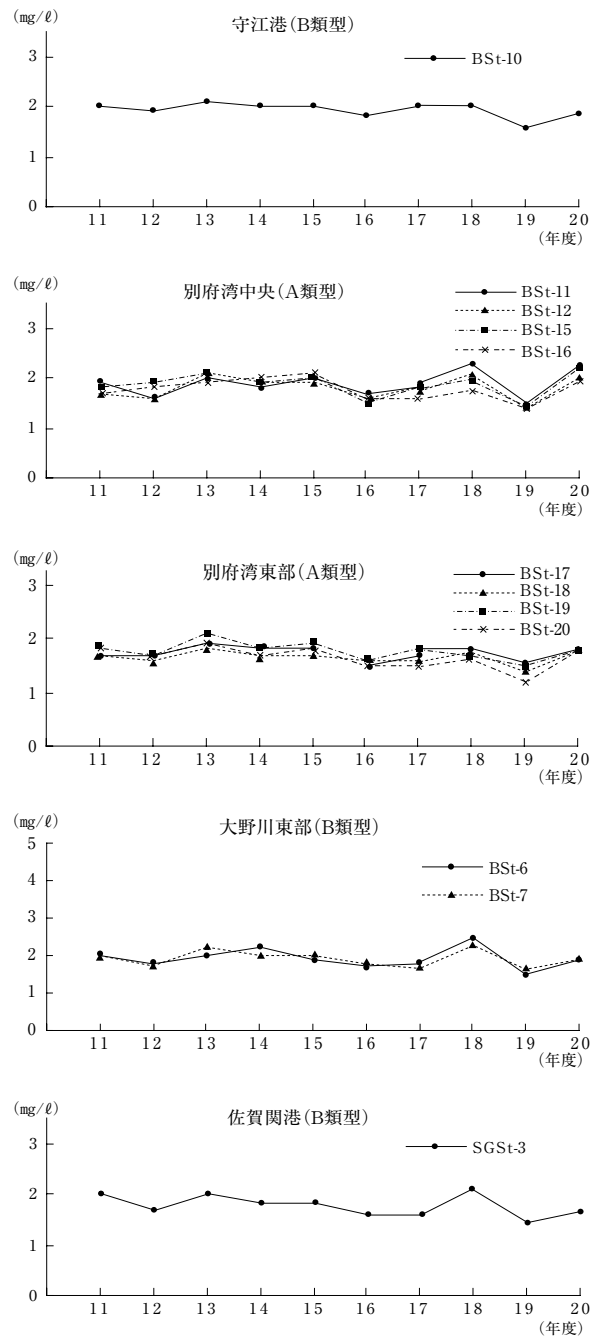 (mg/ℓ)
守江港(B類型)
BSt-10
3
2
1
0
11 12 13 14 15 16 17 18 19 20
(年度)
(mg/ℓ)
別府湾中央(A類型)
BSt-11
BSt-12
BSt-15
BSt-16
3
2
1
0
11 12 13 14 15 16 17 18 19 20
(年度)
(mg/ℓ)
別府湾東部(A類型)
BSt-17
BSt-18
BSt-19
BSt-20
3
2
1
0
11 12 13 14 15 16 17 18 19 20
(年度)
(mg/ℓ)
大野川東部(B類型)
BSt-6
BSt-7
5
4
3
2
1
0
11 12 13 14 15 16 17 18 19 20
(年度)
(mg/ℓ)
佐賀関港(B類型)
SGSt-3
3
2
1
0
11 12 13 14 15 16 17 18 19 20
(年度)